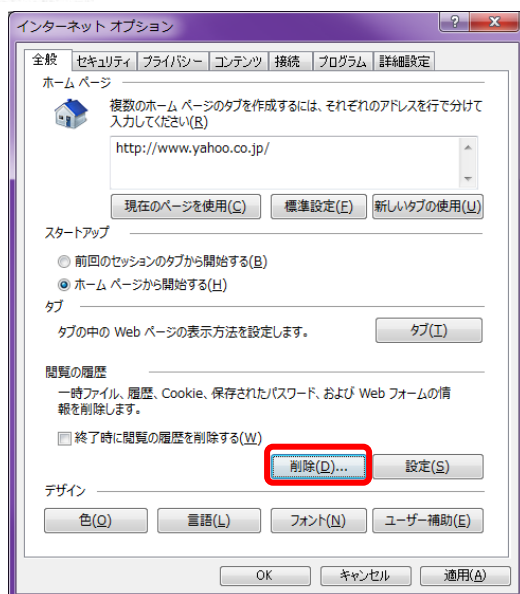 インターネット オプション
全般 セキュリティ プライバシー コンテンツ 接続 プログラム 詳細設定
ホーム ページ
複数のホーム ページのタブを作成するには、それぞれのアドレスを行で分けて
入力してください(R)
http://www.yahoo.co.jp/
現在のページを使用(C) 標準設定(F) 新しいタブの使用(U)
スタートアップ
前回のセッションのタブから開始する(B)
ホーム ページから開始する(H)
タブ
タブの中の Web ページの表示方法を設定します。 タブ(T)
閲覧の履歴
一時ファイル、履歴、Cookie、保存されたパスワード、および Web フォームの情
報を削除します。
終了時に閲覧の履歴を削除する(W)
削除(D)... 設定(S)
デザイン
色(O) 言語(L) フォント(N) ユーザー補助(E)
OK キャンセル 適用(A)